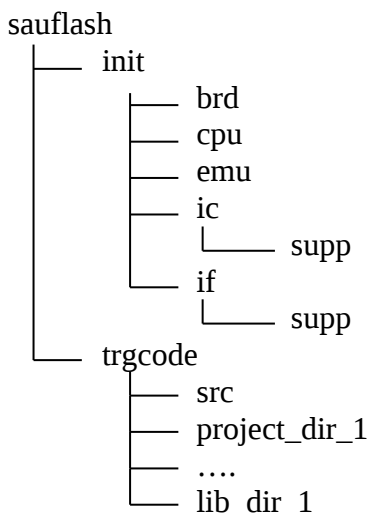 sauflash
init
brd
cpu
emu
ic
supp
if
supp
trgcode
src
project_dir_1
….
lib_dir_1